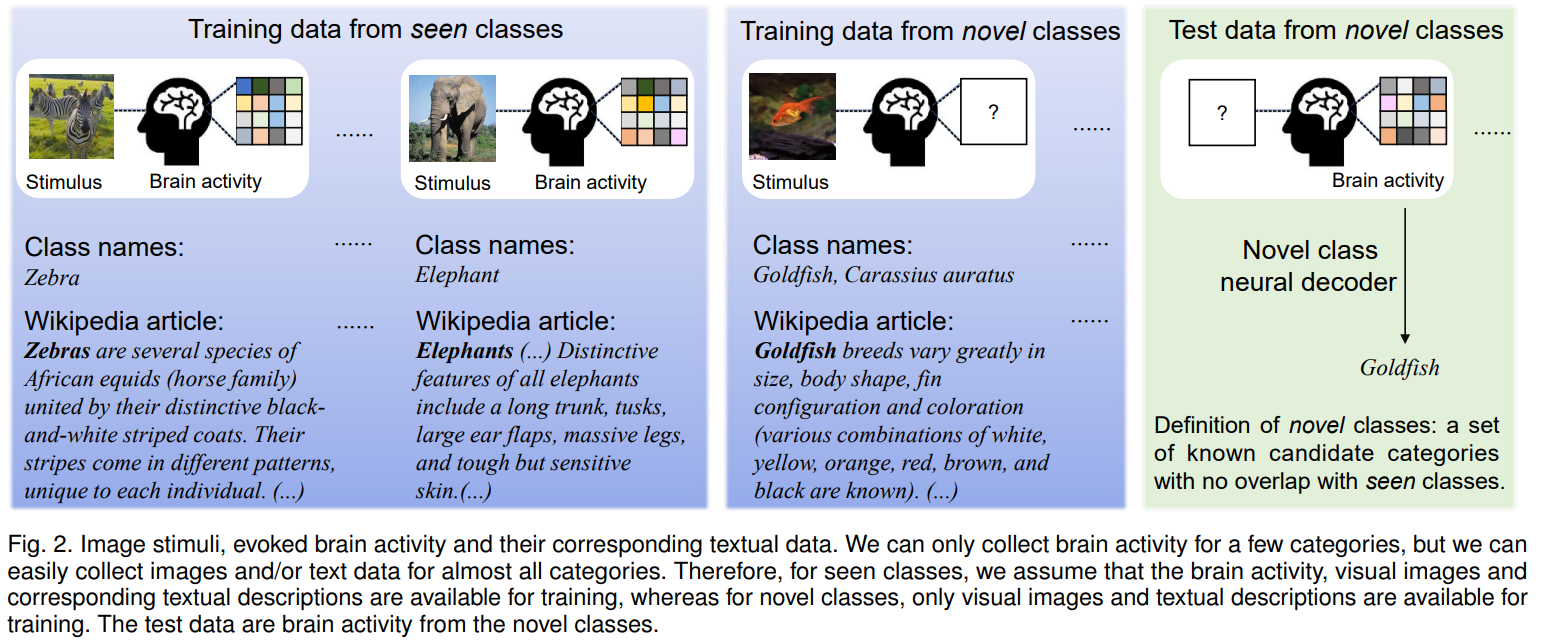 Training data from seen classes
Stimulus
Brain activity
......
Stimulus
Brain activity
Class names:
Zebra
......
Class names:
Elephant
Wikipedia article:
Zebras are several species of
African equids (horse family)
united by their distinctive black-
and-white striped coats. Their
stripes come in different patterns,
unique to each individual. (...)
......
Wikipedia article:
Elephants (...) Distinctive
features of all elephants
include a long trunk, tusks,
large ear flaps, massive legs,
and tough but sensitive
skin.(...)
Training data from novel classes
?
......
Stimulus
Class names:
Goldfish, Carassius auratus
......
Wikipedia article:
Goldfish breeds vary greatly in
size, body shape, fin
configuration and coloration
(various combinations of white,
yellow, orange, red, brown, and
black are known). (...)
......
Test data from novel classes
?
......
Brain activity
Novel class
neural decoder
Goldfish
Definition of novel classes: a set
of known candidate categories
with no overlap with seen classes.
Fig. 2. Image stimuli, evoked brain activity and their corresponding textual data. We can only collect brain activity for a few categories, but we can
easily collect images and/or text data for almost all categories. Therefore, for seen classes, we assume that the brain activity, visual images and
corresponding textual descriptions are available for training, whereas for novel classes, only visual images and textual descriptions are available for
training. The test data are brain activity from the novel classes.